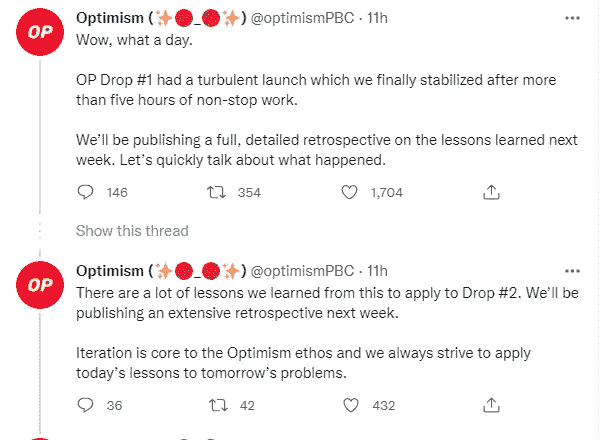 OP
Optimism (✨🔴_🔴✨) @optimismPBC · 11h
Wow, what a day.
OP Drop #1 had a turbulent launch which we finally stabilized after more
than five hours of non-stop work.
We'll be publishing a full, detailed retrospective on the lessons learned next
week. Let's quickly talk about what happened.
146 354 1,704
Show this thread
OP
Optimism (✨🔴_🔴✨) @optimismPBC · 11h
There are a lot of lessons we learned from this to apply to Drop #2. We'll be
publishing an extensive retrospective next week.
Iteration is core to the Optimism ethos and we always strive to apply
today's lessons to tomorrow's problems.
36 42 432